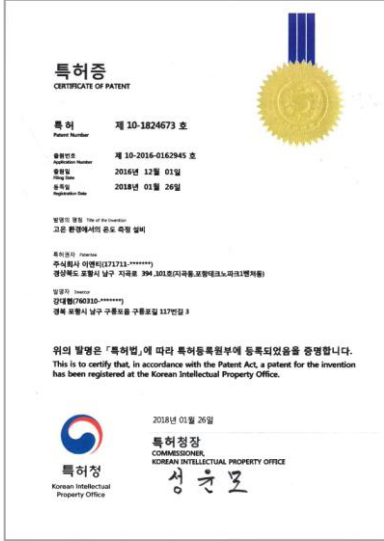 특허증
CERTIFICATE OF PATENT
특 허 제 10-1824673 호
Patent Number
출원번호 제 10-2016-0162945 호
Application Number
출원일 2016년 12월 01일
Filing Date
등록일 2018년 01월 26일
Registration Date
발명의 명칭 Title of the Invention
고온 환경에서의 온도 측정 설비
특허권자 Patentee
주식회사 이엔티(171711-*******)
경상북도 포항시 남구 지곡로 394 ,101호(지곡동,포항테크노파크1벤처동)
발명자 Inventor
(760310-*******)
경북 포항시 남구 구룡포읍 구룡포길 117번길 3
위의 발명은 「특허법」에 따라 특허등록원부에 등록되었음을 증명합니다.
This is to certify that, in accordance with the Patent Act, a patent for the invention
has been registered at the Korean Intellectual Property Office.
2018년 01월 26일
특허청장
COMMISSIONER,
KOREAN INTELLECTUAL PROPERTY OFFICE
성윤모
특허청
Korean Intellectual
Property Office